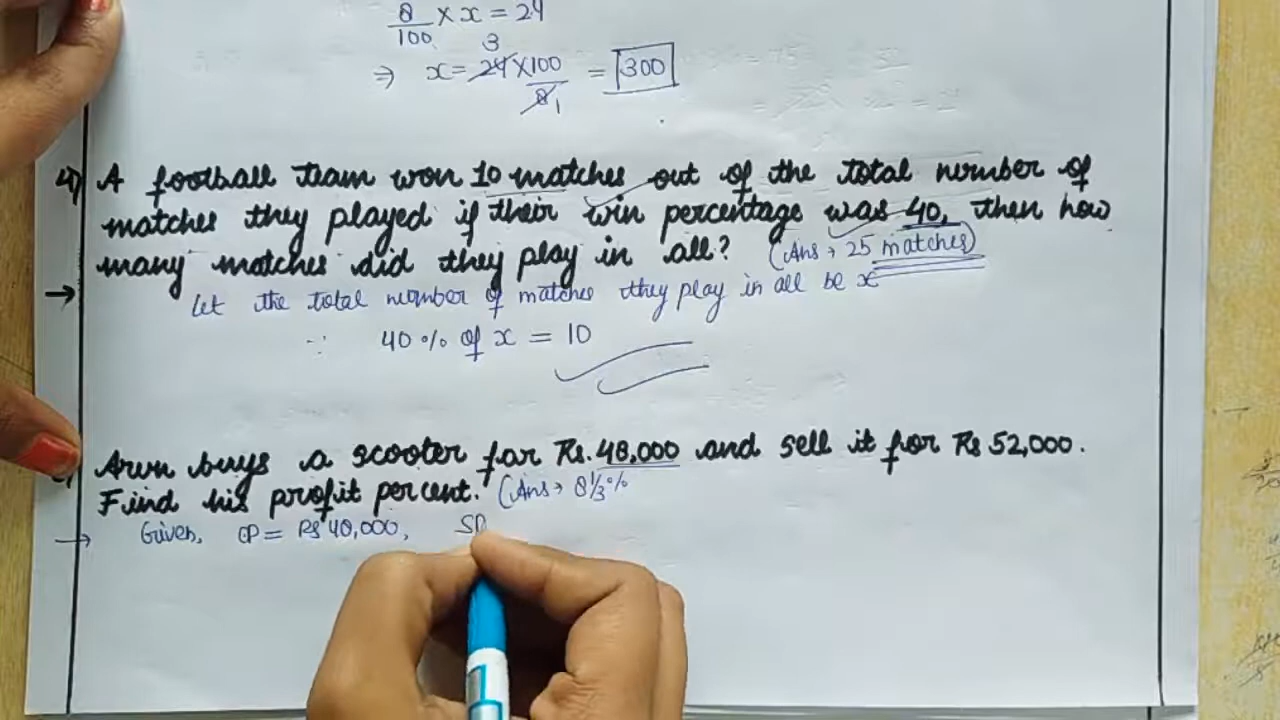 8/100 × x = 24
3
⇒ x = 24×100/8 1 = 300
4) A football team won 10 matches out of the total number of
matches they played if their win percentage was 40, then how
many matches did they play in all? (Ans → 25 matches)
→ Let the total number of matches they play in all be x
∵ 40% of x = 10
Arun buys a scooter for Rs. 48,000 and sell it for Rs 52,000.
Find his profit percent. (Ans → 8 1/3 %
→ Given, CP = Rs 48,000, SP